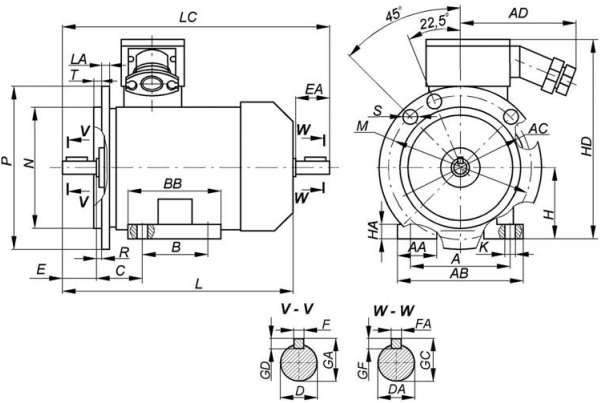 LC
45°
22,5°
AD
LA
T
EA
S
M
AC
V
W
P
N
HD
BB
H
V
W
HA
R
B
AA
A
K
E
C
AB
L
V - V
W - W
F
FA
GD
GA
GF
GC
D
DA